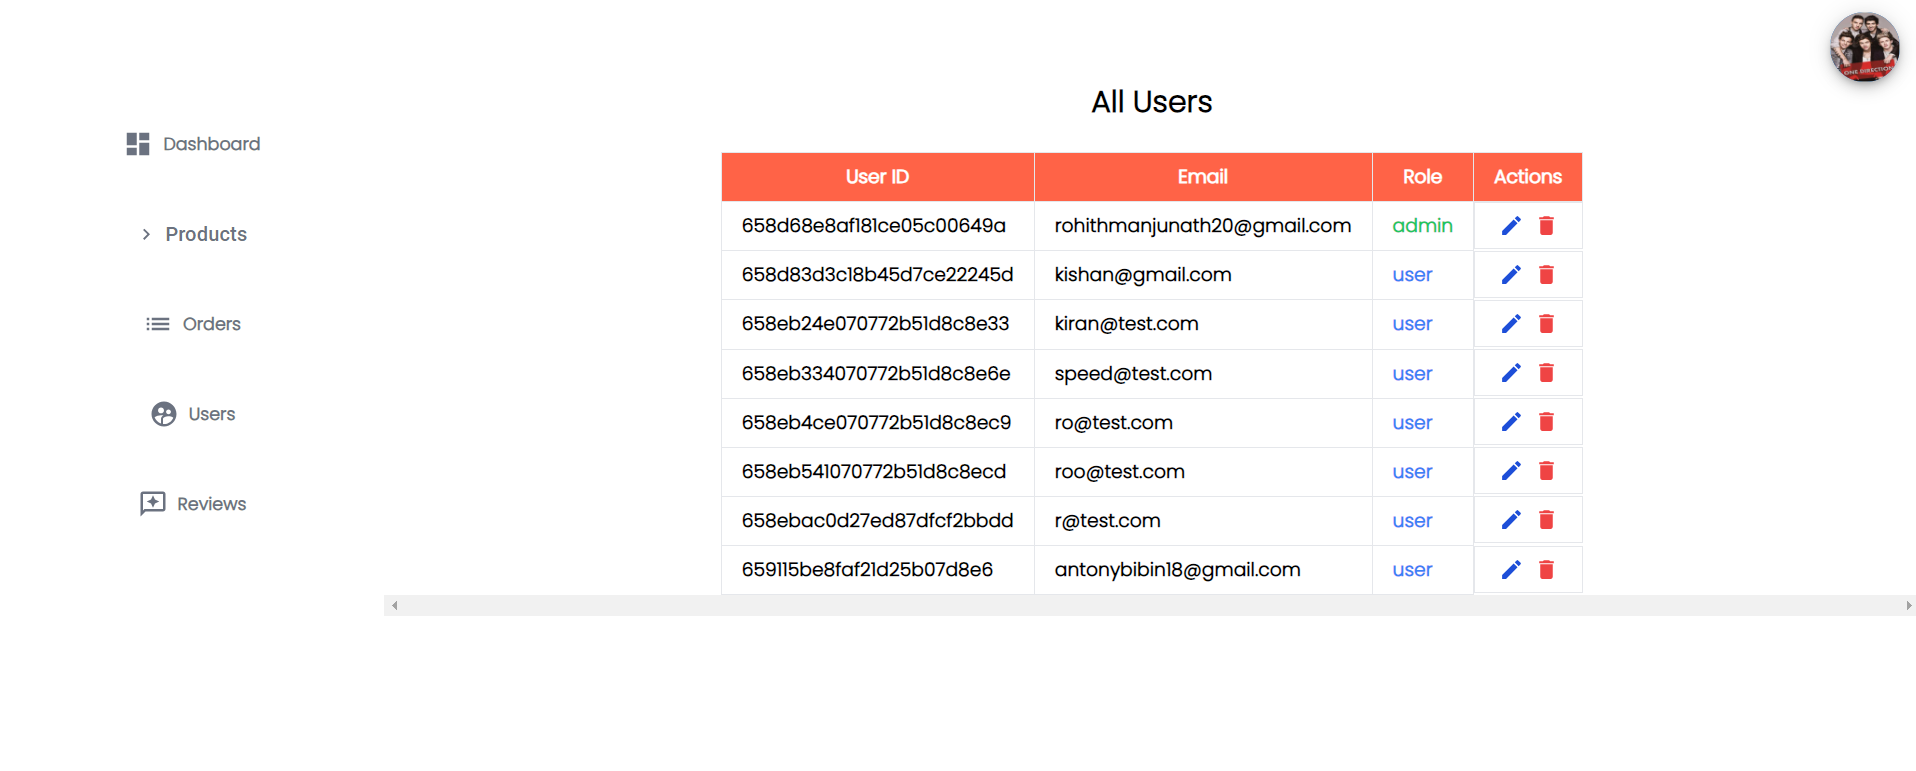 ONE DIRECTION
All Users
Dashboard
Products
Orders
Users
Reviews
User ID Email Role Actions
658d68e8af181ce05c00649a rohithmanjunath20@gmail.com admin
658d83d3c18b45d7ce22245d kishan@gmail.com user
658eb24e070772b51d8c8e33 kiran@test.com user
658eb334070772b51d8c8e6e speed@test.com user
658eb4ce070772b51d8c8ec9 ro@test.com user
658eb541070772b51d8c8ecd roo@test.com user
658ebac0d27ed87dfcf2bbdd r@test.com user
659115be8faf21d25b07d8e6 antonybibin18@gmail.com user